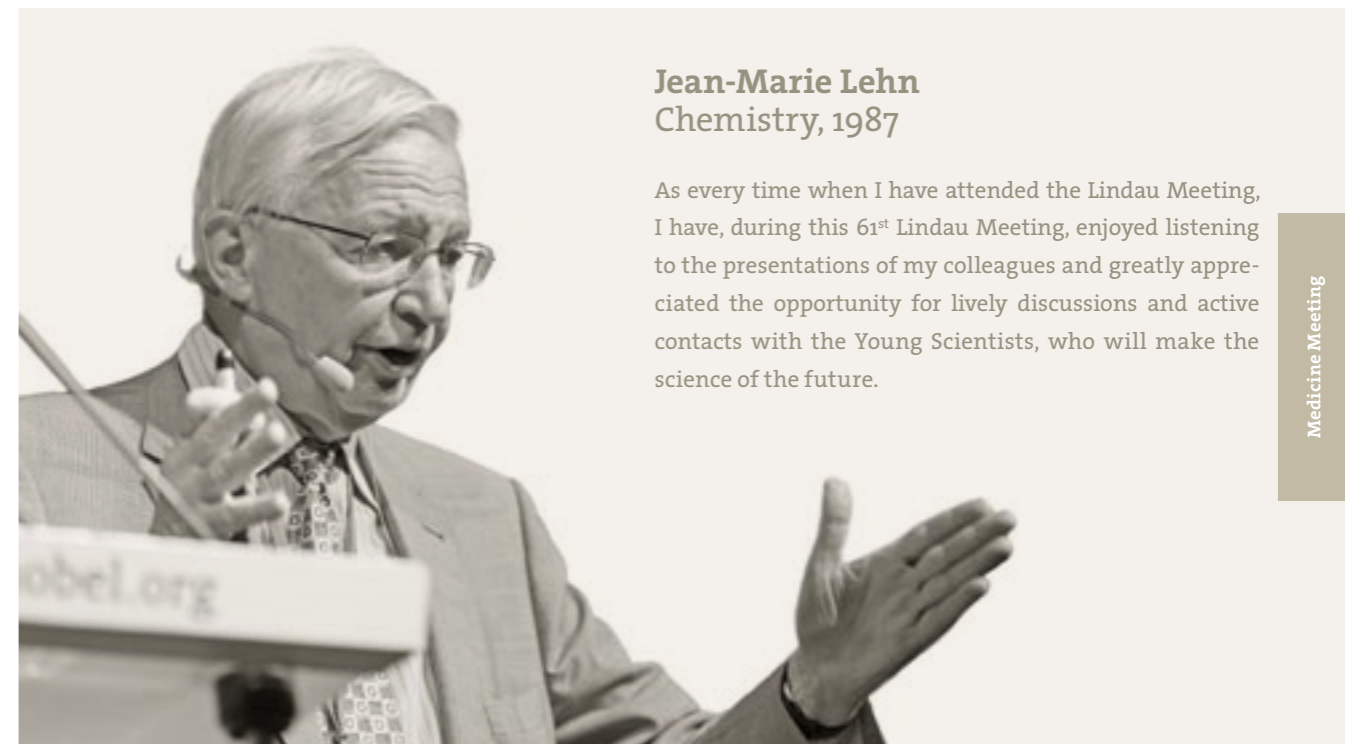 Jean-Marie Lehn
Chemistry, 1987
As every time when I have attended the Lindau Meeting,
I have, during this 61st Lindau Meeting, enjoyed listening
to the presentations of my colleagues and greatly appre-
ciated the opportunity for lively discussions and active
contacts with the Young Scientists, who will make the
science of the future.
Medicine Meeting
obel.org